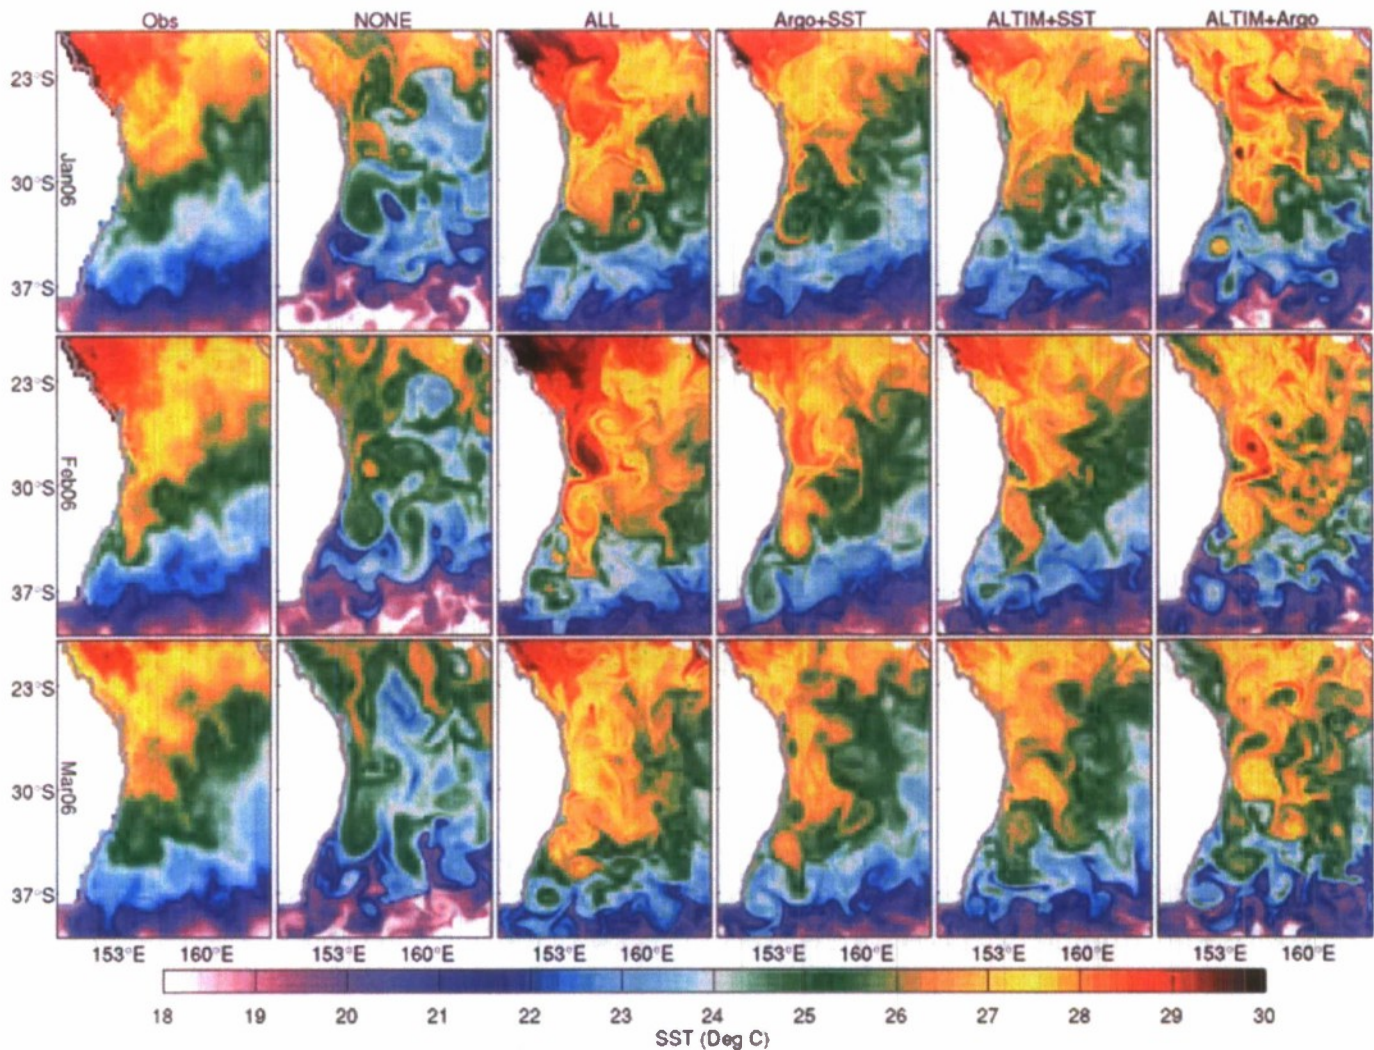 Obs NONE ALL Argo+SST ALTIM+SST ALTIM+Argo
23°S
Jan06
30°S
37°S
23°S
Feb06
30°S
37°S
23°S
Mar06
30°S
37°S
153°E 160°E 153°E 160°E 153°E 160°E 153°E 160°E 153°E 160°E 153°E 160°E
18 19 20 21 22 23 24 25 26 27 28 29 30
SST (Deg C)